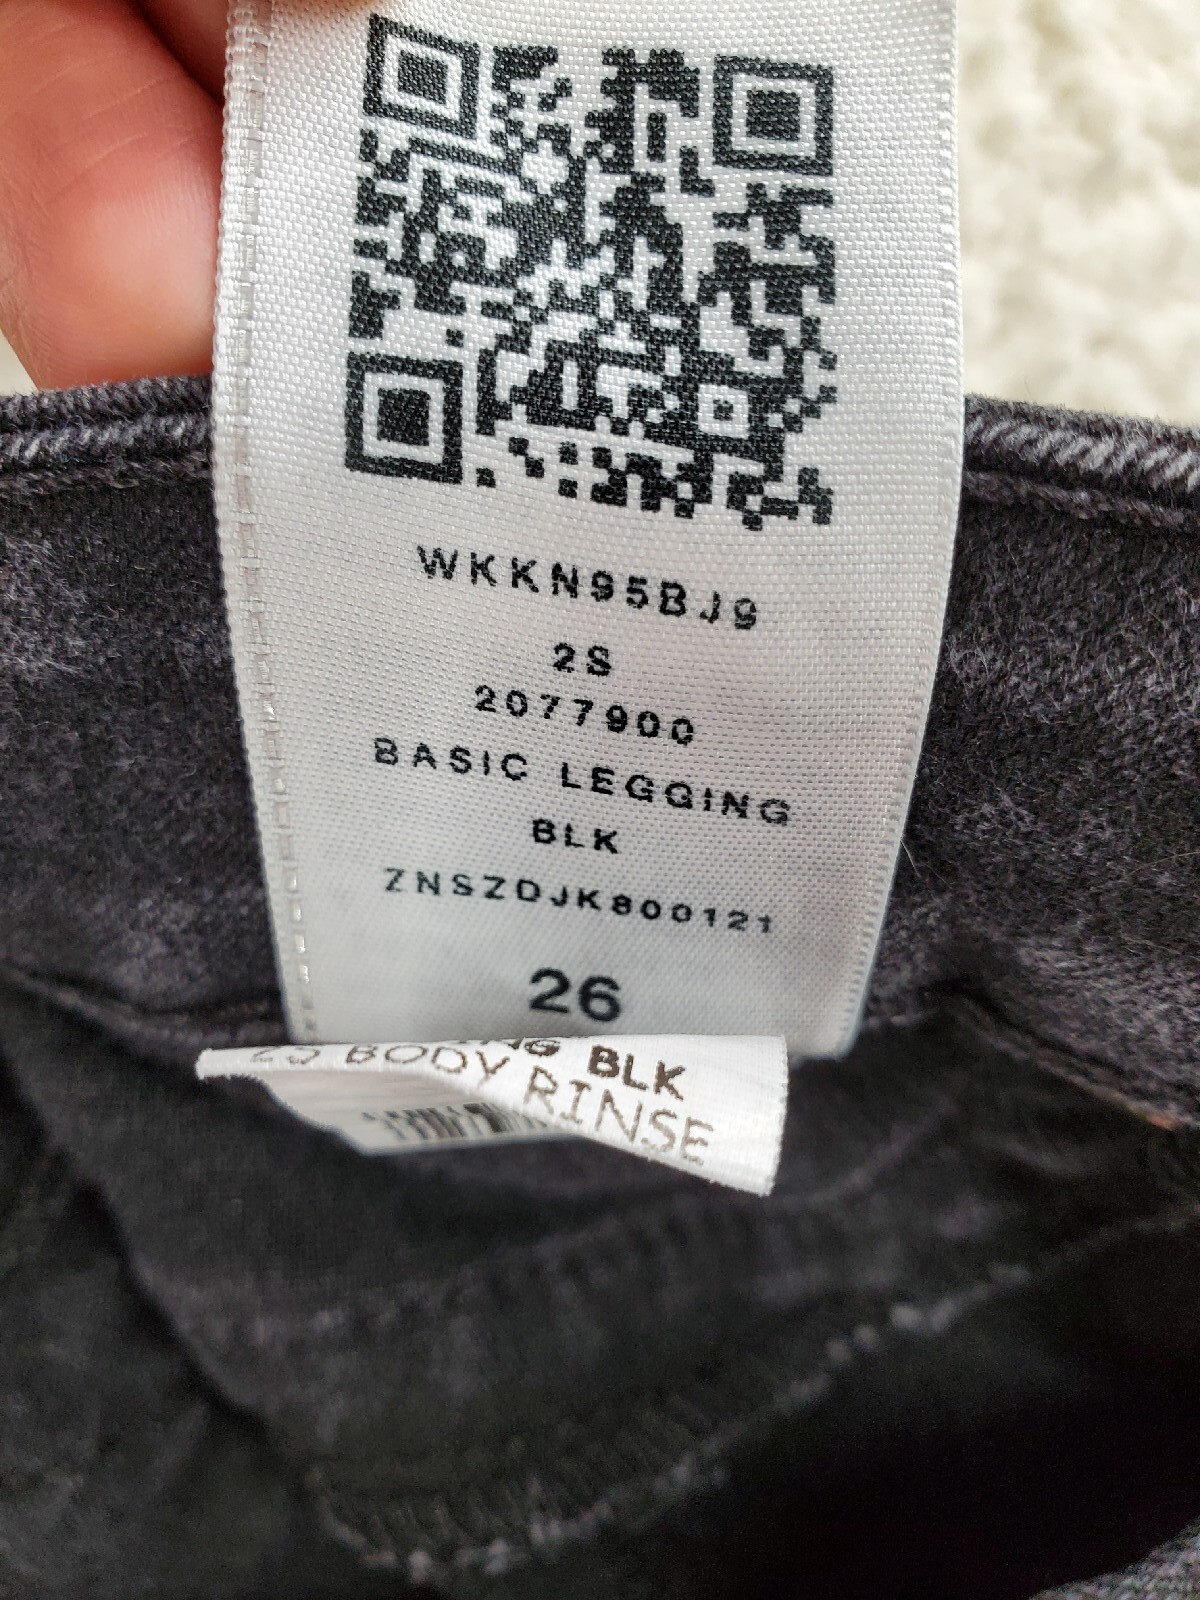 WKKN95BJ9
2S
2077900
BASIC LEGGING
BLK
ZNSZDJK800121
26
BLK
BODY RINSE